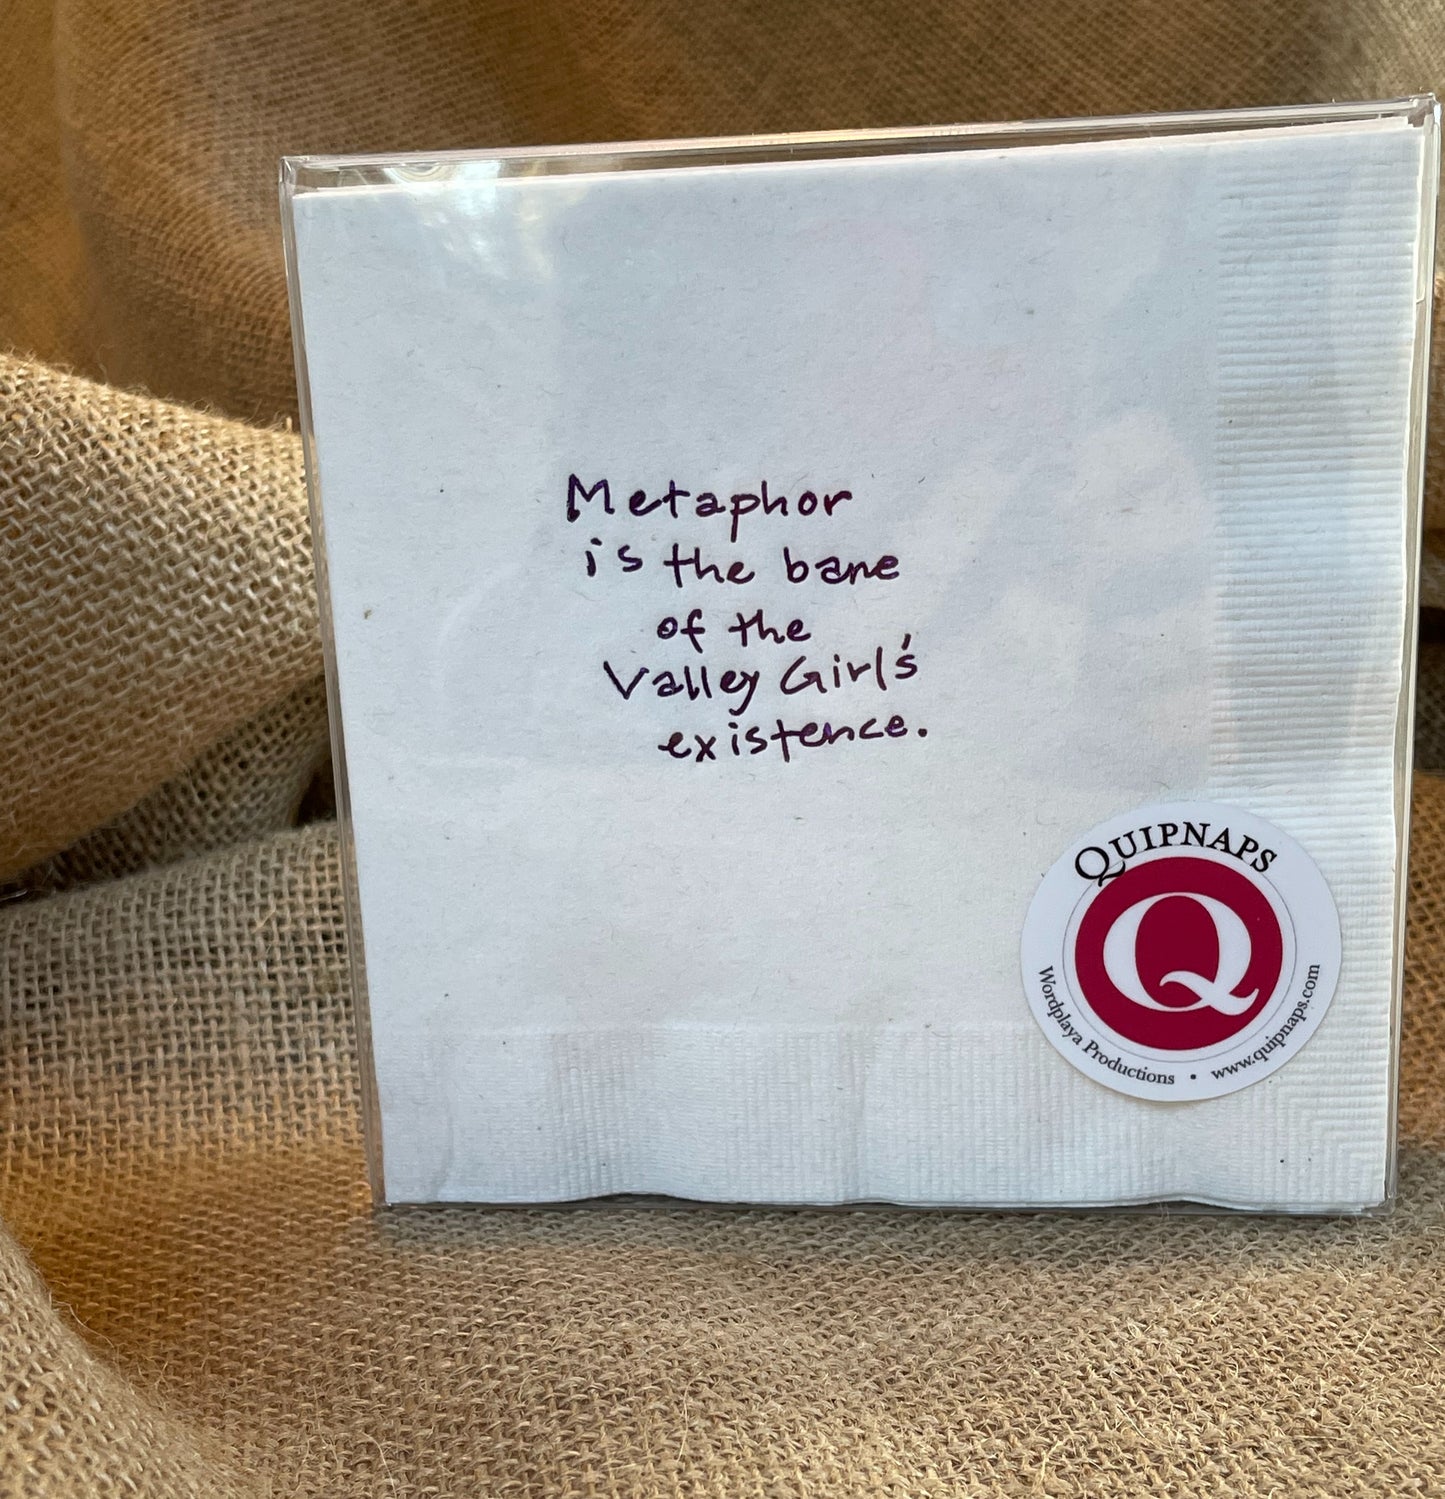 Metaphor
is the bane
of the
Valley Girl's
existence.
QUIPNAPS
Q
Wordplaya Productions • www.quipnaps.com